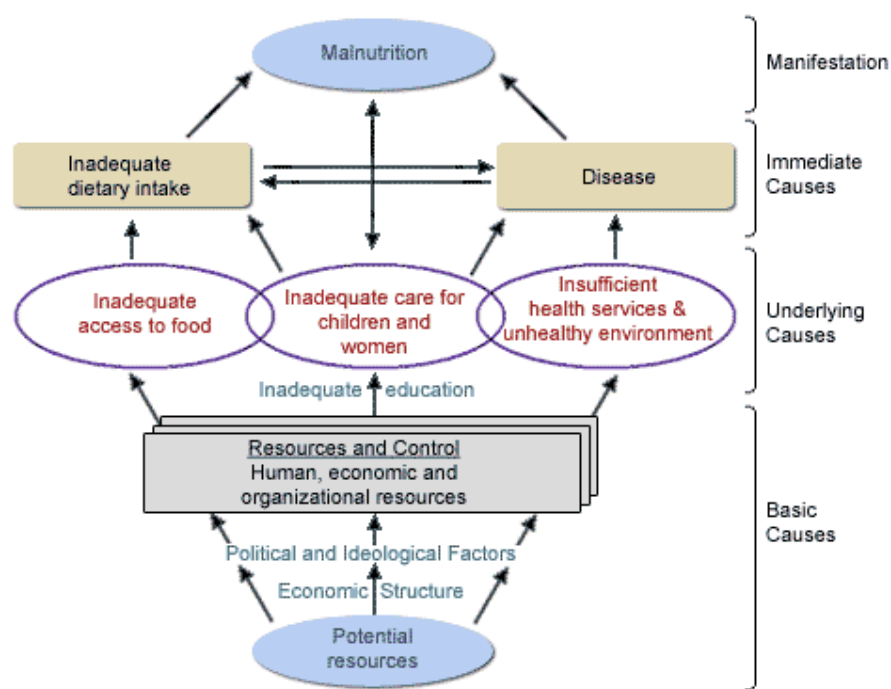 Malnutrition
Manifestation
Inadequate
dietary intake
Disease
Immediate
Causes
Inadequate
access to food
Inadequate care for
children and
women
Insufficient
health services &
unhealthy environment
Underlying
Causes
Inadequate education
Resources and Control
Human, economic and
organizational resources
Political and Ideological Factors
Economic Structure
Basic
Causes
Potential
resources